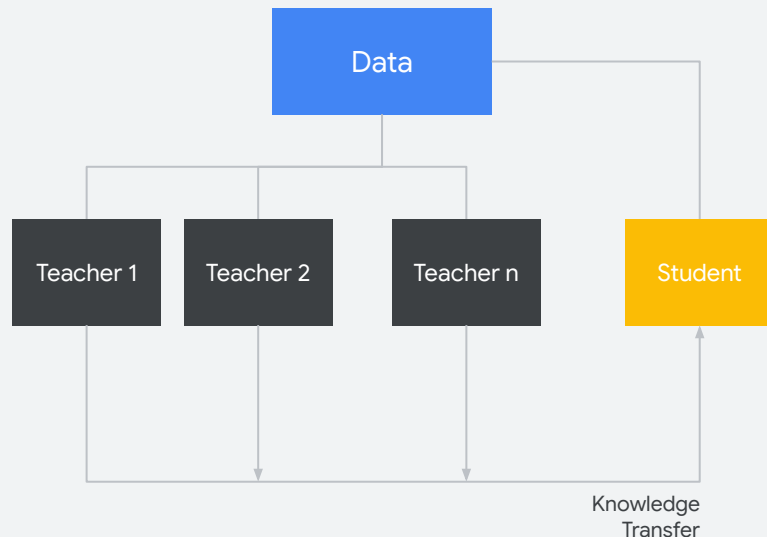 Data
Teacher 1
Teacher 2
Teacher n
Student
Knowledge
Transfer